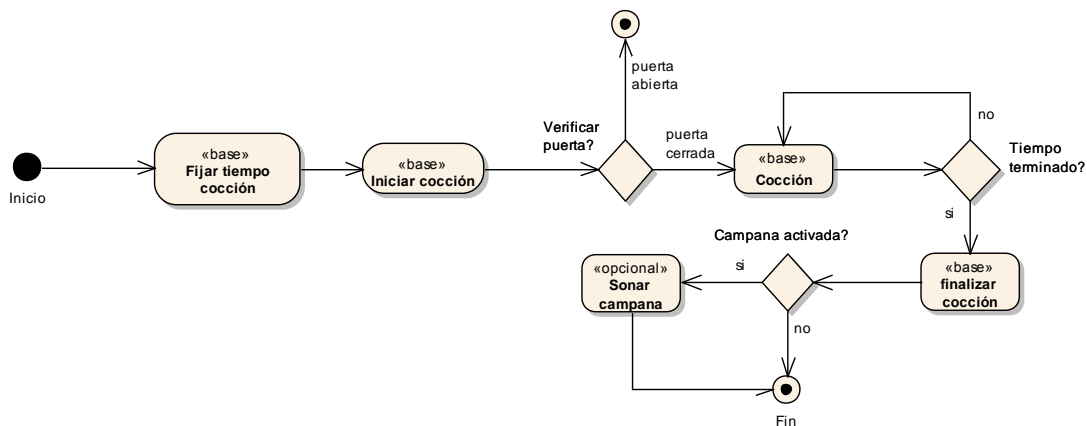 puerta
abierta
Verificar
puerta?
puerta
cerrada
no
Tiempo
terminado?
Inicio
«base»
Fijar tiempo
cocción
«base»
Iniciar cocción
«base»
Cocción
si
Campana activada?
«opcional»
Sonar
campana
si
«base»
finalizar
cocción
no
Fin